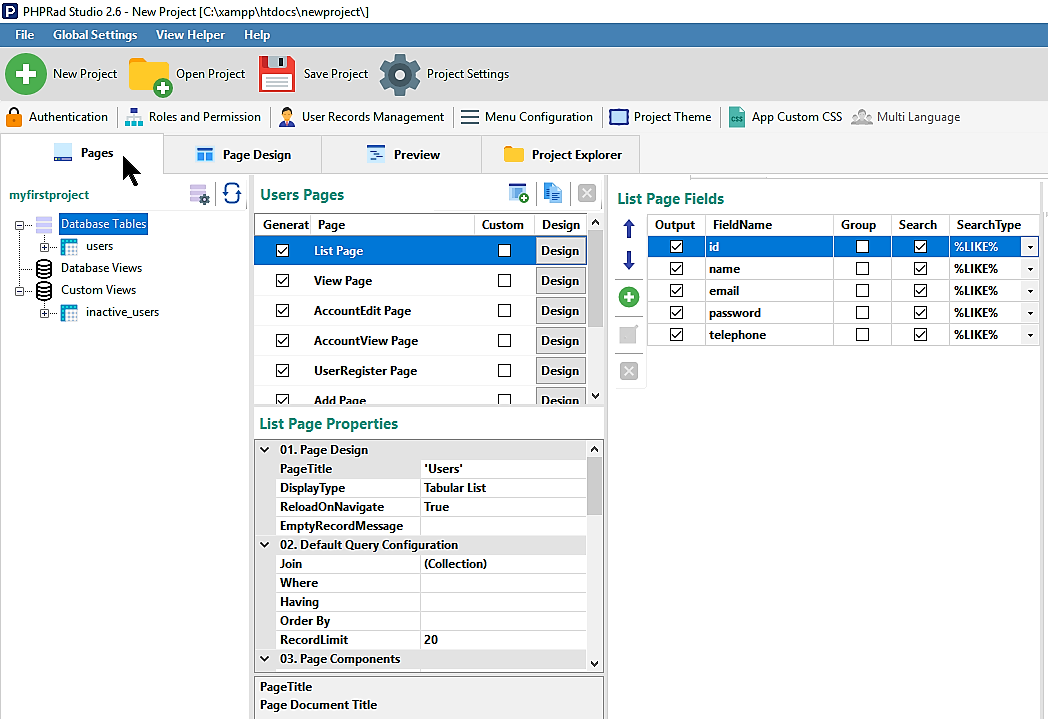 PHPRad Studio 2.6 - New Project [C:\xampp\htdocs\newproject\]
File Global Settings View Helper Help
New Project Open Project Save Project Project Settings
Authentication Roles and Permission User Records Management Menu Configuration Project Theme App Custom CSS Multi Language
Pages Page Design Preview Project Explorer
myfirstproject
Database Tables
users
Database Views
Custom Views
inactive_users
Users Pages
Generat Page Custom Design
List Page Design
View Page Design
AccountEdit Page Design
AccountView Page Design
UserRegister Page Design
Add Page Design
List Page Properties
01. Page Design
PageTitle 'Users'
DisplayType Tabular List
ReloadOnNavigate True
EmptyRecordMessage
02. Default Query Configuration
Join (Collection)
Where
Having
Order By
RecordLimit 20
03. Page Components
PageTitle
Page Document Title
List Page Fields
Output FieldName Group Search SearchType
id %LIKE%
name %LIKE%
email %LIKE%
password %LIKE%
telephone %LIKE%